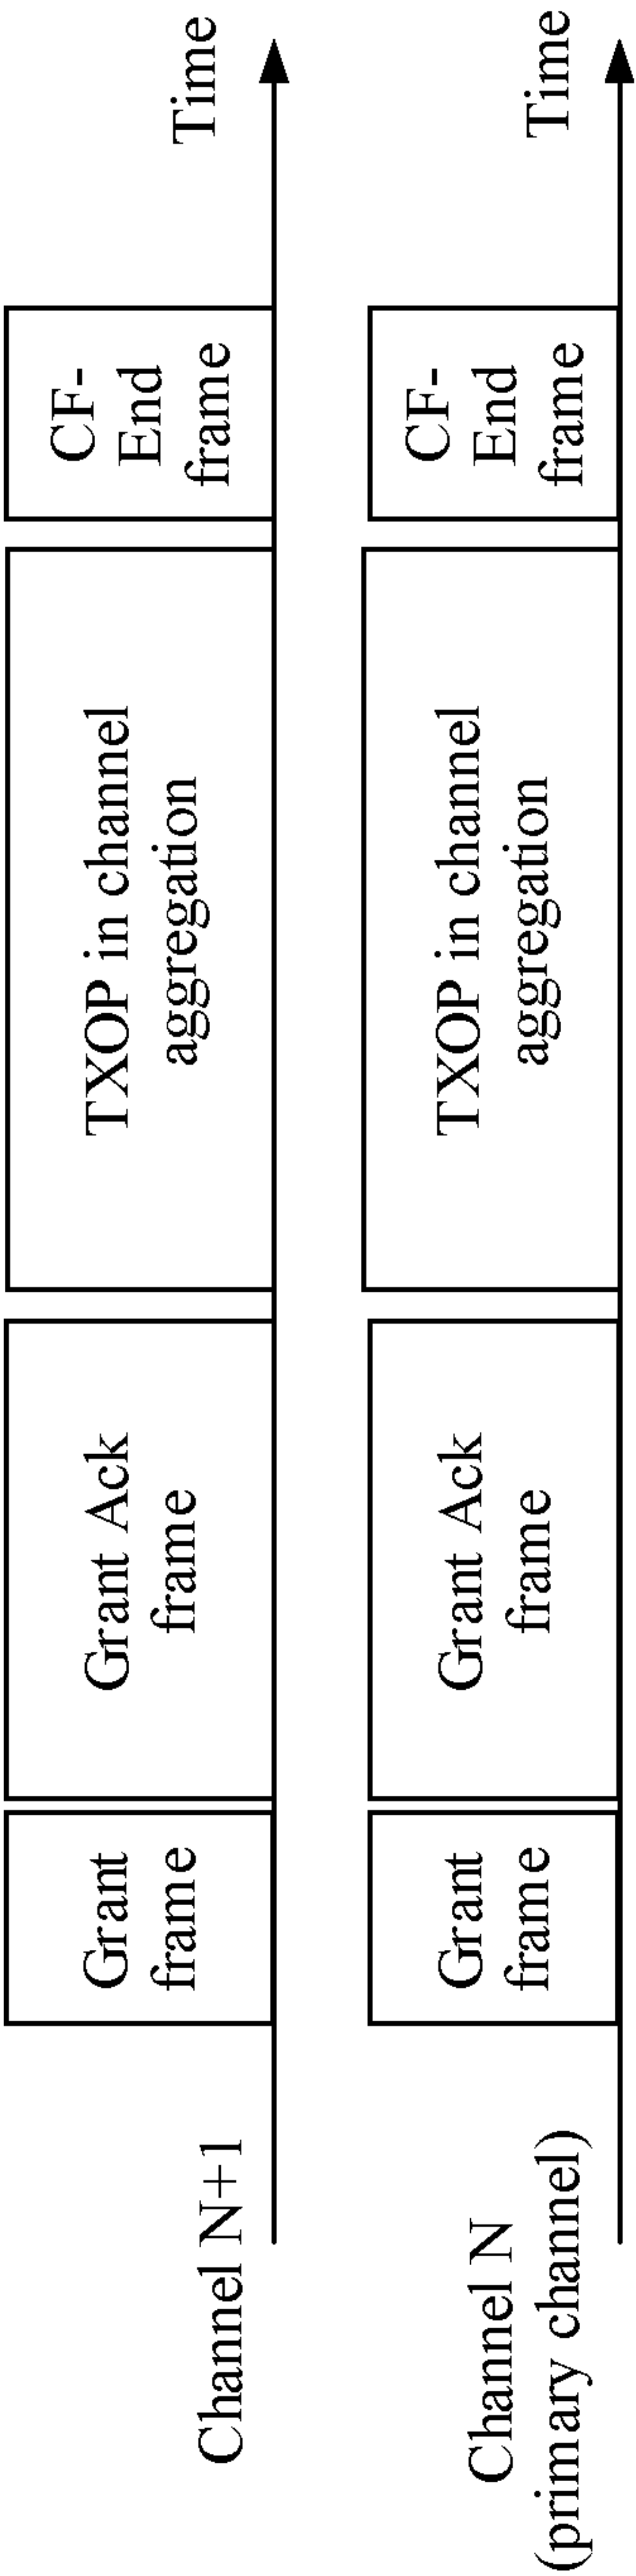 Channel N+1
Grant
frame
Grant Ack
frame
TXOP in channel
aggregation
CF-
End
frame
Time
Channel N
(primary channel)
Grant
frame
Grant Ack
frame
TXOP in channel
aggregation
CF-
End
frame
Time